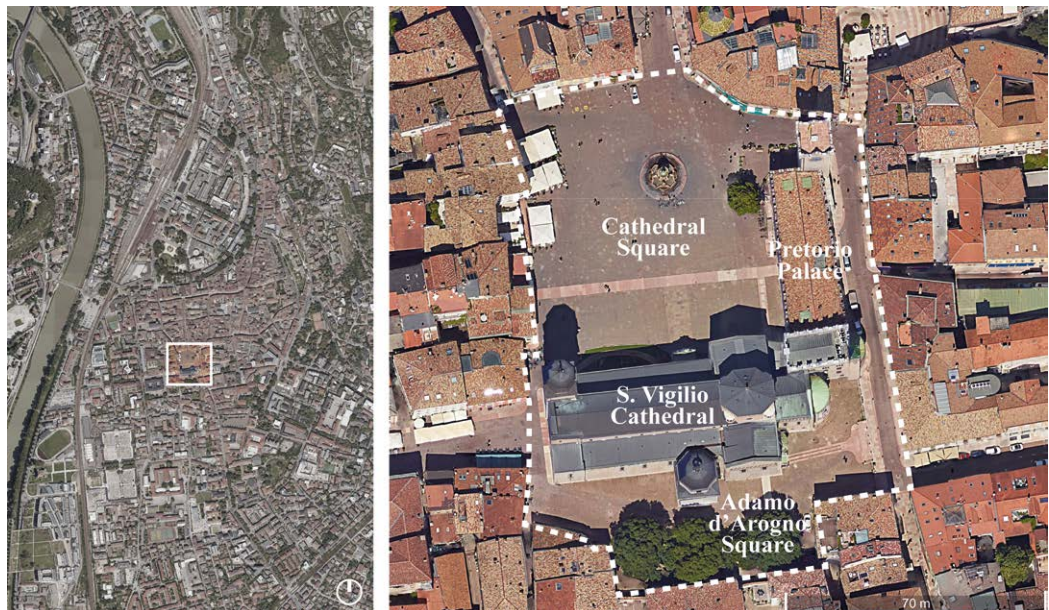 Cathedral
Square
Pretorio
Palace
S. Vigilio
Cathedral
Adamo
d'Arogno
Square
70 m